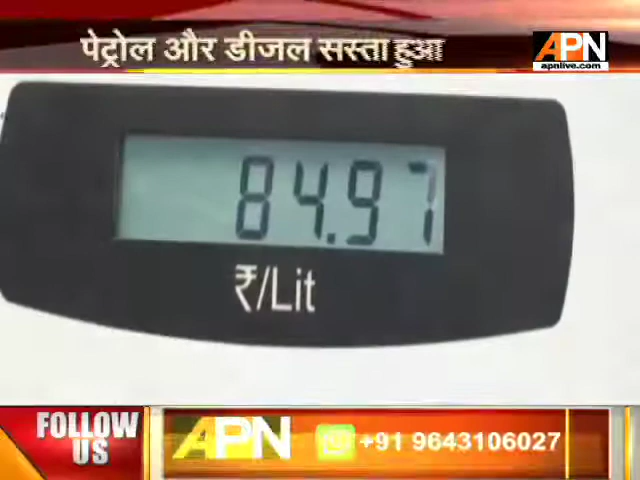 पेट्रोल और डीजल सस्ता हुआ
APN
apnlive.com
84.97
₹/Lit
FOLLOW
US
APN
+91 9643106027